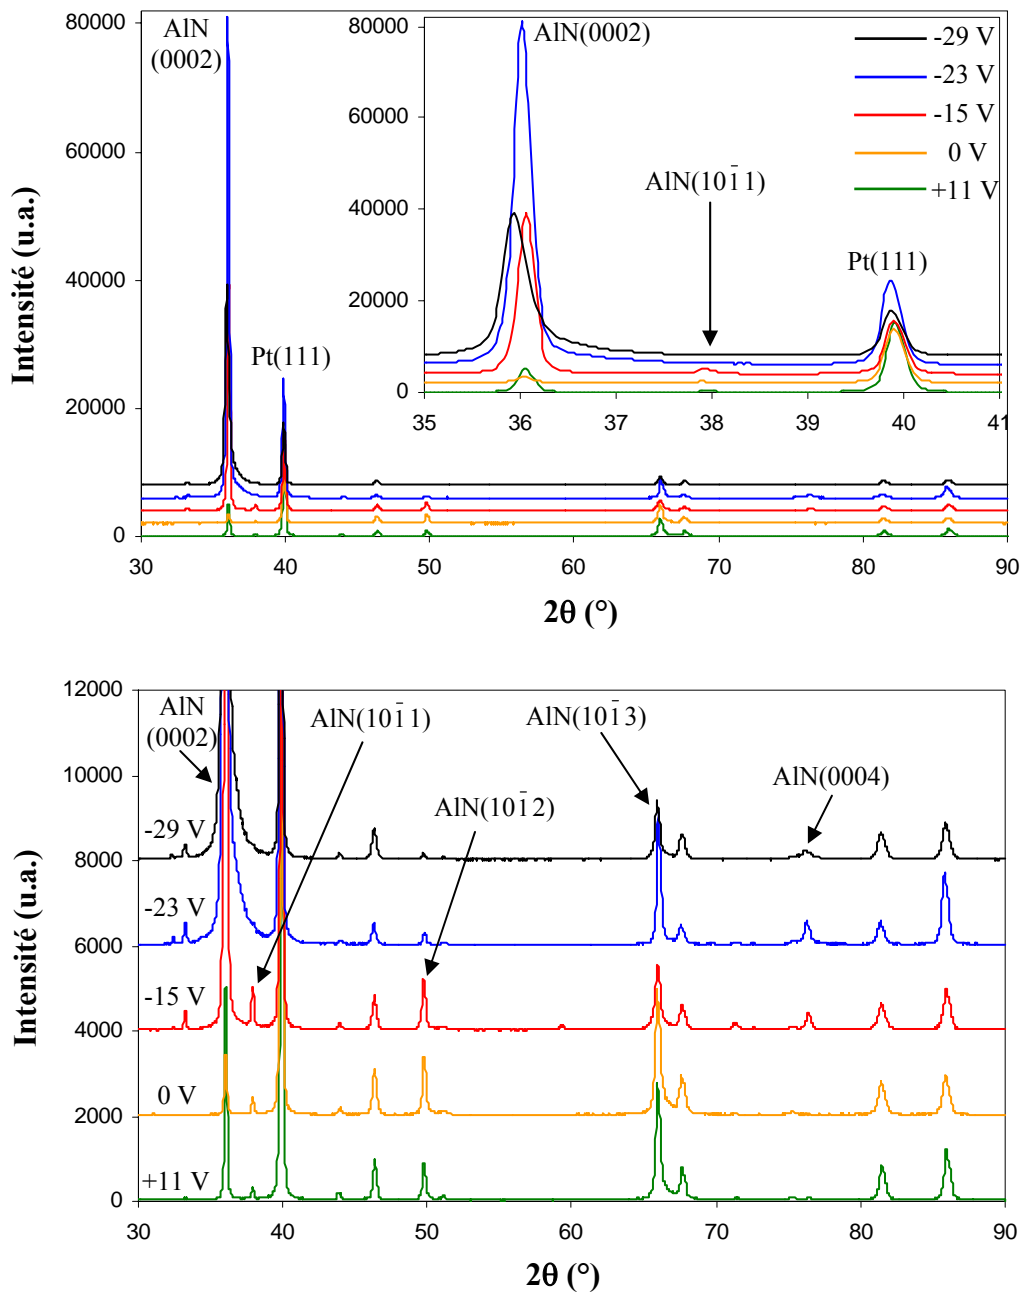 80000
60000
40000
20000
0
Intensité (u.a.)
AlN
(0002)
Pt(111)
30
40
50
60
70
80
90
2θ (°)
80000
60000
40000
20000
0
35
36
37
38
39
40
41
AlN(0002)
AlN(101̄1)
Pt(111)
-29 V
-23 V
-15 V
0 V
+11 V
12000
10000
8000
6000
4000
2000
0
Intensité (u.a.)
AlN
(0002)
AlN(101̄1)
AlN(101̄2)
AlN(101̄3)
AlN(0004)
-29 V
-23 V
-15 V
0 V
+11 V
30
40
50
60
70
80
90
2θ (°)